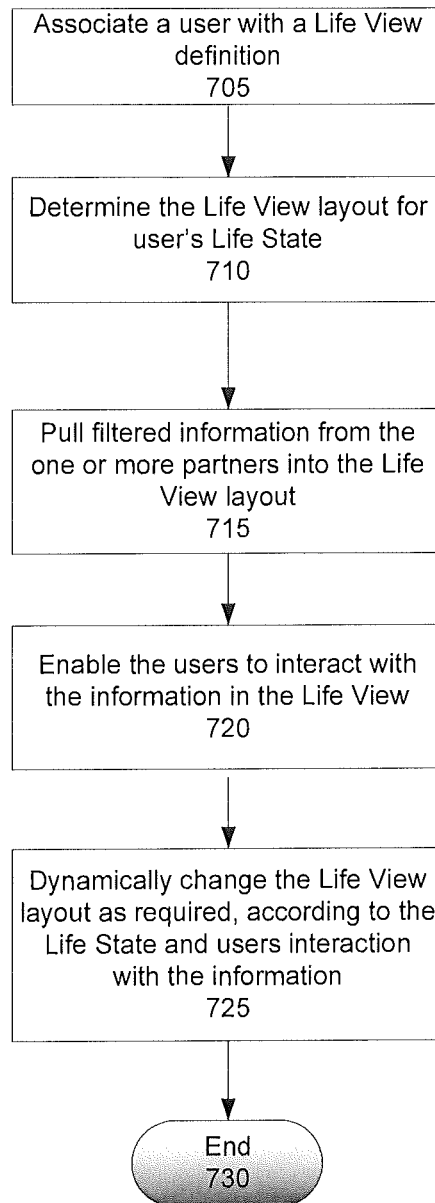 Associate a user with a Life View
definition
705
Determine the Life View layout for
user's Life State
710
Pull filtered information from the
one or more partners into the Life
View layout
715
Enable the users to interact with
the information in the Life View
720
Dynamically change the Life View
layout as required, according to the
Life State and users interaction
with the information
725
End
730